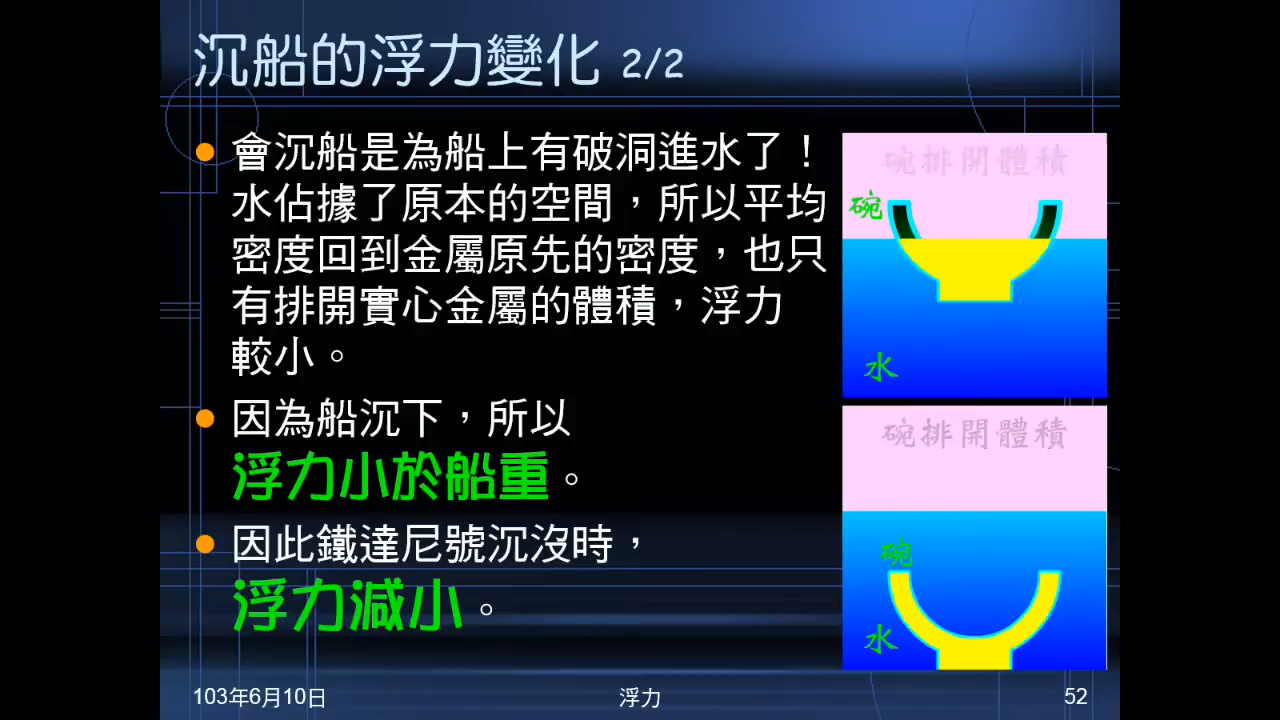 沉船的浮力變化 2/2
會沉船是為船上有破洞進水了！
水佔據了原本的空間，所以平均
密度回到金屬原先的密度，也只
有排開實心金屬的體積，浮力
較小。
因為船沉下，所以
浮力小於船重。
因此鐵達尼號沉沒時，
浮力減小。
碗排開體積
碗
水
碗排開體積
碗
水
103年6月10日
浮力
52